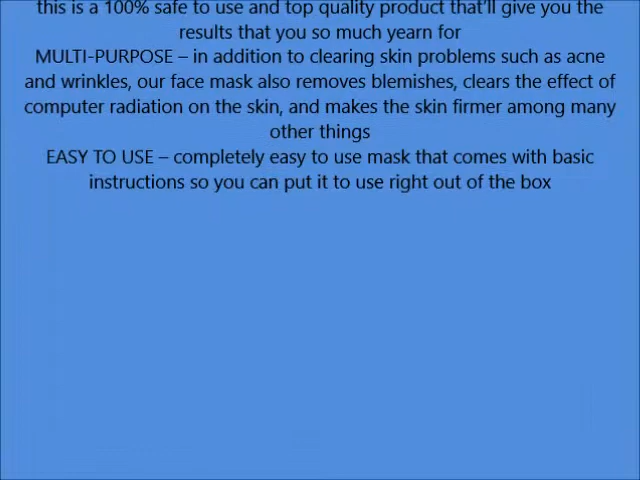 this is a 100% safe to use and top quality product that'll give you the
results that you so much yearn for
MULTI-PURPOSE – in addition to clearing skin problems such as acne
and wrinkles, our face mask also removes blemishes, clears the effect of
computer radiation on the skin, and makes the skin firmer among many
other things
EASY TO USE – completely easy to use mask that comes with basic
instructions so you can put it to use right out of the box